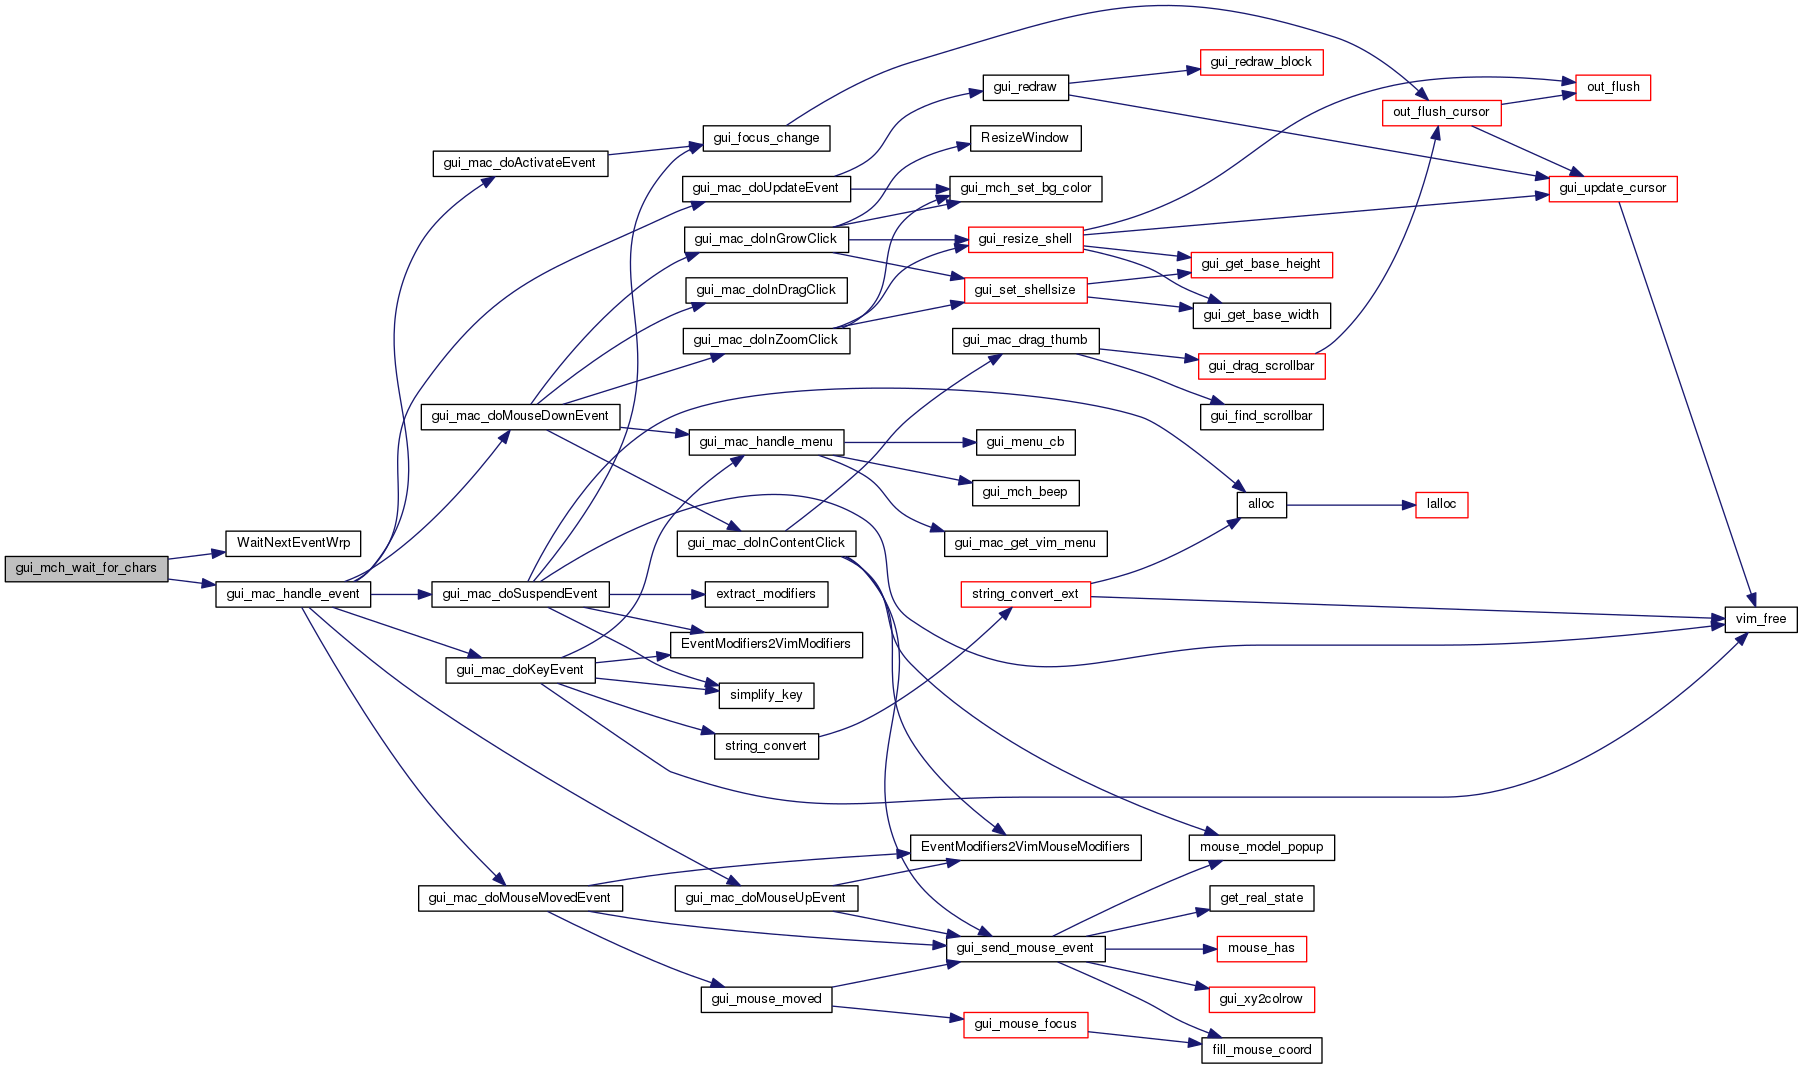 gui_mch_wait_for_chars
WaitNextEventWrp
gui_mac_handle_event
gui_mac_doActivateEvent
gui_mac_doMouseDownEvent
gui_mac_doSuspendEvent
gui_mac_doKeyEvent
gui_mac_doMouseMovedEvent
gui_focus_change
gui_mac_doUpdateEvent
gui_mac_doInGrowClick
gui_mac_doInDragClick
gui_mac_doInZoomClick
gui_mac_handle_menu
gui_mac_doInContentClick
extract_modifiers
EventModifiers2VimModifiers
simplify_key
string_convert
gui_mac_doMouseUpEvent
gui_mouse_moved
gui_redraw
ResizeWindow
gui_mch_set_bg_color
gui_resize_shell
gui_set_shellsize
gui_mac_drag_thumb
gui_menu_cb
gui_mch_beep
gui_mac_get_vim_menu
string_convert_ext
EventModifiers2VimMouseModifiers
gui_send_mouse_event
gui_mouse_focus
gui_redraw_block
gui_get_base_height
gui_get_base_width
gui_drag_scrollbar
gui_find_scrollbar
alloc
mouse_model_popup
get_real_state
mouse_has
gui_xy2colrow
fill_mouse_coord
out_flush_cursor
lalloc
out_flush
gui_update_cursor
vim_free